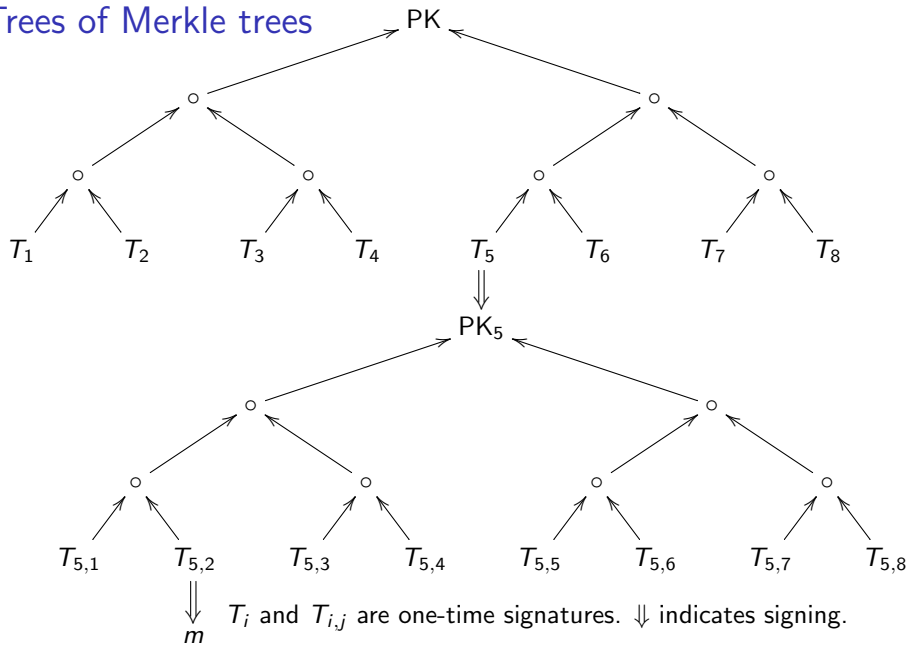 Trees of Merkle trees
PK
T₁ T₂ T₃ T₄ T₅ T₆ T₇ T₈
⇓
PK₅
T₅,₁ T₅,₂ T₅,₃ T₅,₄ T₅,₅ T₅,₆ T₅,₇ T₅,₈
⇓ Tᵢ and Tᵢ,ⱼ are one-time signatures. ⇓ indicates signing.
m